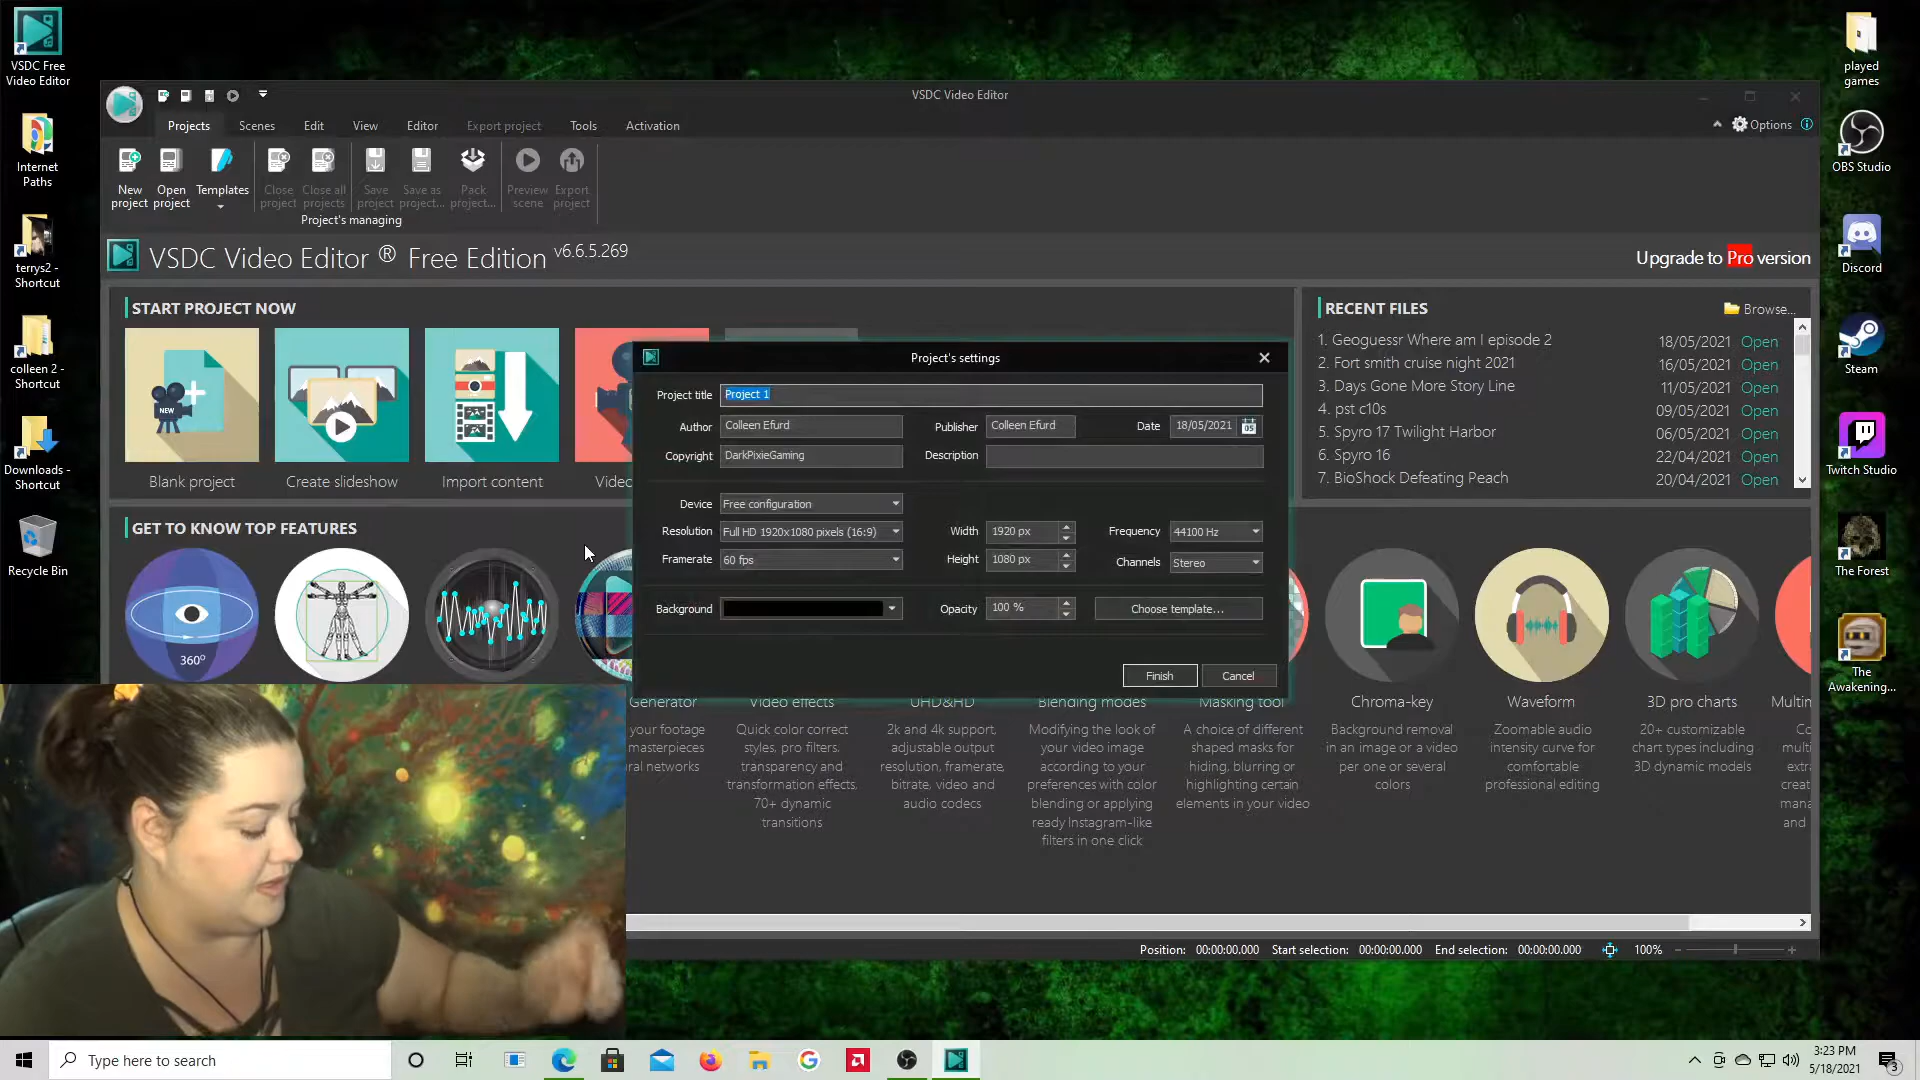 VSDC Free
Video Editor
Internet
Paths
terrys2 -
Shortcut
colleen 2 -
Shortcut
Downloads -
Shortcut
Recycle Bin
VSDC Video Editor
Projects Scenes Edit View Editor Export project Tools Activation
Options
New
project
Open
project
Templates
Close
project
Close all
projects
Save
project
Save as
project...
Pack
project...
Preview
scene
Export
project
Project's managing
VSDC Video Editor ® Free Edition v6.6.5.269
Upgrade to Pro version
START PROJECT NOW
NEW
Blank project
Create slideshow
Import content
RECENT FILES
Browse...
1. Geoguessr Where am I episode 2 18/05/2021 Open
2. Fort smith cruise night 2021 16/05/2021 Open
3. Days Gone More Story Line 11/05/2021 Open
4. pst c10s 09/05/2021 Open
5. Spyro 17 Twilight Harbor 06/05/2021 Open
6. Spyro 16 22/04/2021 Open
7. BioShock Defeating Peach 20/04/2021 Open
Project's settings
Project title Project 1
Author Colleen Efurd Publisher Colleen Efurd Date 18/05/2021
Copyright DarkPixieGaming Description
Device Free configuration
Resolution Full HD 1920x1080 pixels (16:9) Width 1920 px Frequency 44100 Hz
Framerate 60 fps Height 1080 px Channels Stereo
Background Opacity 100 % Choose template...
Finish Cancel
GET TO KNOW TOP FEATURES
360°
Generator
your footage
masterpieces
ral networks
Video effects
Quick color correct
styles, pro filters,
transparency and
transformation effects,
70+ dynamic
transitions
UHD&HD
2k and 4k support,
adjustable output
resolution, framerate,
bitrate, video and
audio codecs
Blending modes
Modifying the look of
your video image
according to your
preferences with color
blending or applying
ready Instagram-like
filters in one click
Masking tool
A choice of different
shaped masks for
hiding, blurring or
highlighting certain
elements in your video
Chroma-key
Background removal
in an image or a video
per one or several
colors
Waveform
Zoomable audio
intensity curve for
comfortable
professional editing
3D pro charts
20+ customizable
chart types including
3D dynamic models
Position: 00:00:00.000 Start selection: 00:00:00.000 End selection: 00:00:00.000 100%
played
games
OBS Studio
Discord
Steam
Twitch Studio
The Forest
The
Awakening...
Type here to search
3:23 PM
5/18/2021
3